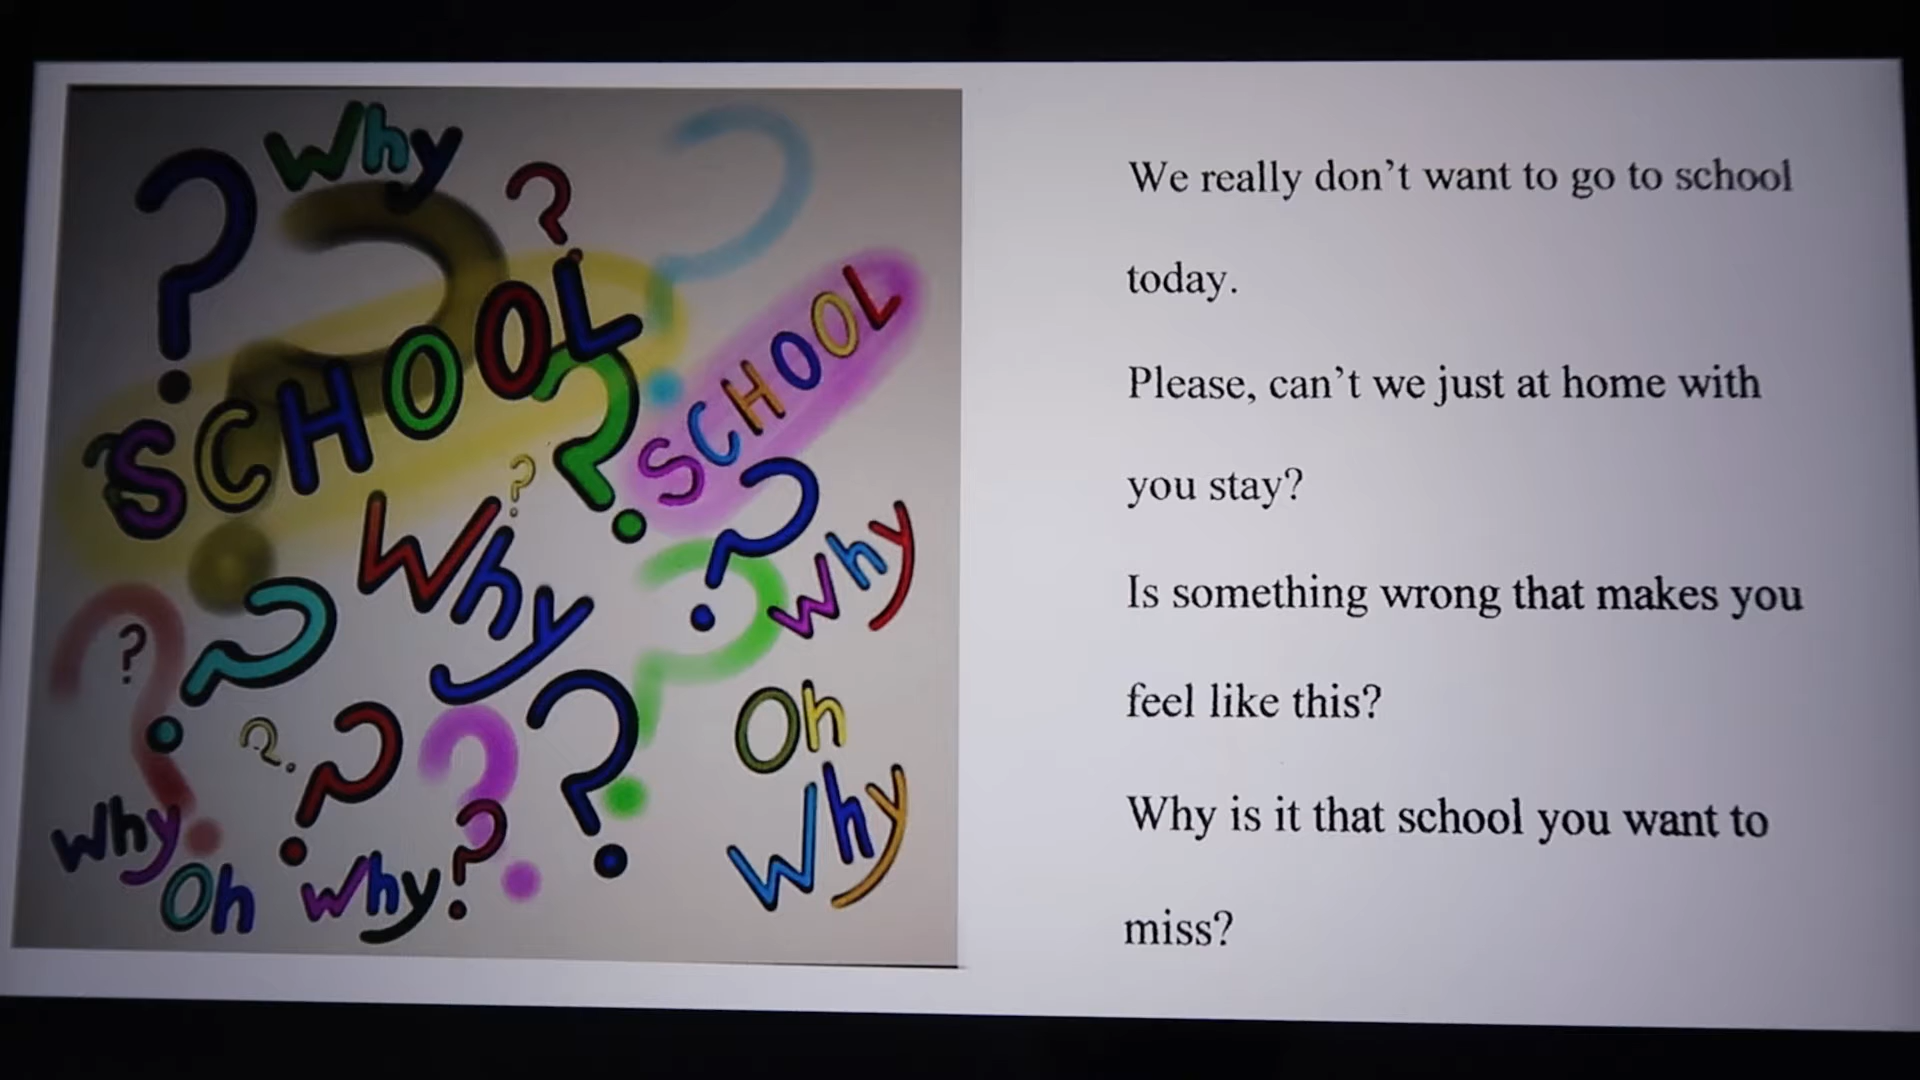 Why
?
?
?
SCHOOL
?
SCHOOL
?
Why
?
Why
?
?
?
?
?
?
?
?
Oh
Why
Why
Oh Why?
We really don't want to go to school
today.
Please, can't we just at home with
you stay?
Is something wrong that makes you
feel like this?
Why is it that school you want to
miss?